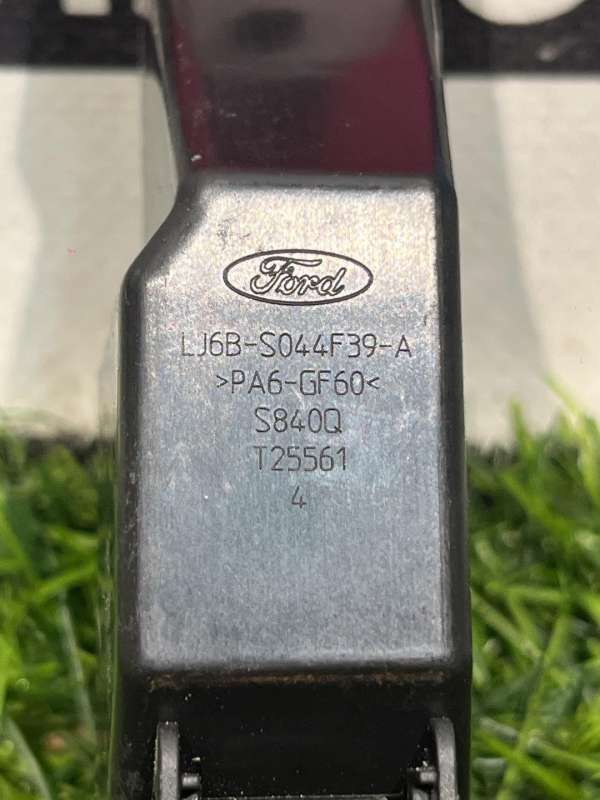 Ford
LJ6B-S044F39-A
>PA6-GF60<
S840Q
T25561
4